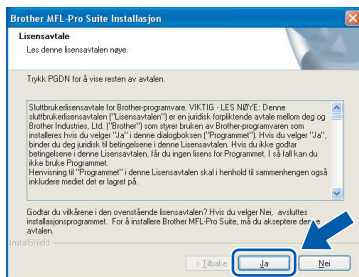 Brother MFL-Pro Suite Installasjon
Lisensavtale
Les denne lisensavtalen nøye.
Trykk PGDN for å vise resten av avtalen.
Sluttbrukerlisensavtale for Brother-programvare. VIKTIG - LES NØYE: Denne
sluttbrukerlisensavtalen ("Lisensavtalen") er en juridisk forpliktende avtale mellom deg og
Brother Industries, Ltd. ("Brother") som styrer bruken av Brother-programvaren som
installeres hvis du velger "Ja" i denne dialogboksen ("Programmet"). Hvis du velger "Ja",
binder du deg juridisk til betingelsene i denne Lisensavtalen. Hvis du ikke godtar
betingelsene i denne Lisensavtalen, får du ingen lisens for Programmet. I så fall kan du
ikke bruke Programmet.
Henvisning til "Programmet" i denne Lisensavtalen skal i henhold til sammenhengen også
inkludere mediet det er lagret på.
Godtar du vilkårene i den ovenstående lisensavtalen? Hvis du velger Nei, avsluttes
installasjonsprogrammet. For å installere Brother MFL-Pro Suite, må du akseptere denne
avtalen.
InstallShield
< Tilbake Ja Nei